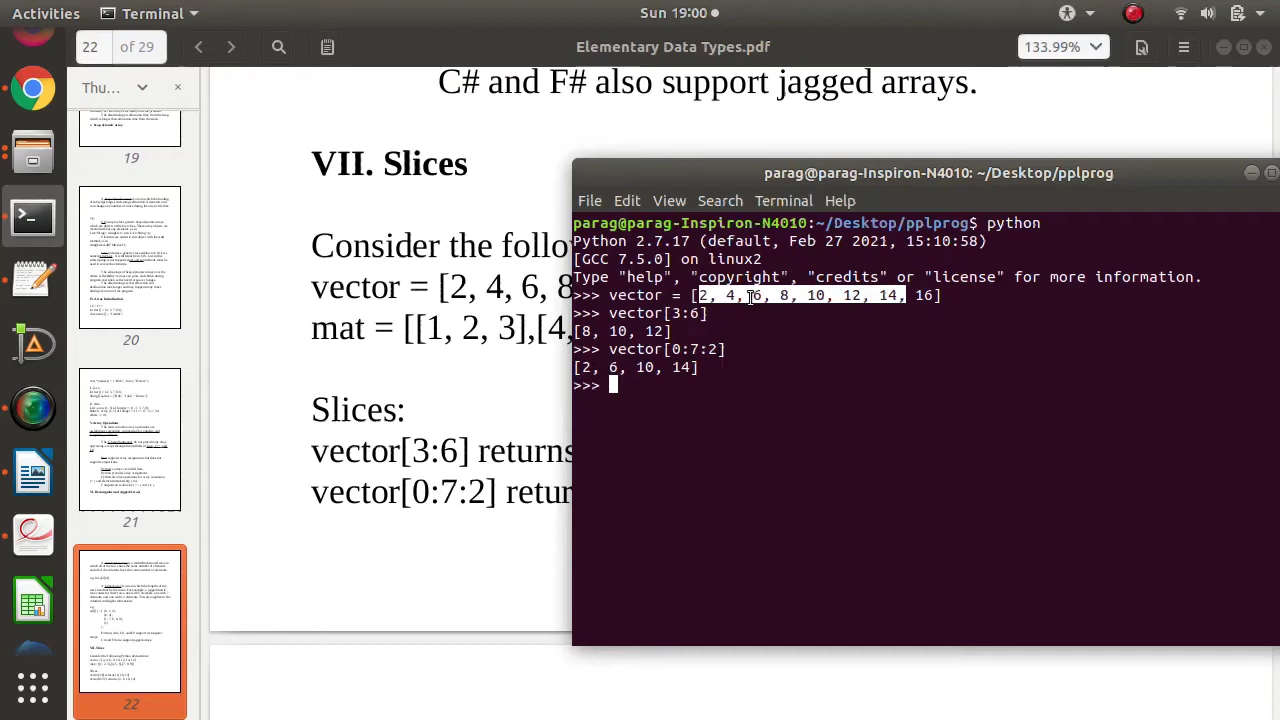 Activities
Terminal
Sun 19:00
22
of 29
Elementary Data Types.pdf
133.99%
Thu...
19
20
21
22
C# and F# also support jagged arrays.
VII. Slices
Consider the follo
vector = [2, 4, 6, 8
mat = [[1, 2, 3],[4,
Slices:
vector[3:6] returns
vector[0:7:2] retur
parag@parag-Inspiron-N4010: ~/Desktop/pplprog
File Edit View Search Terminal Help
parag@parag-Inspiron-N4010:~/Desktop/pplprog$ python
Python 2.7.17 (default, Feb 27 2021, 15:10:58)
[GCC 7.5.0] on linux2
Type "help", "copyright", "credits" or "license" for more information.
>>> vector = [2, 4, 6, 8, 10, 12, 14, 16]
>>> vector[3:6]
[8, 10, 12]
>>> vector[0:7:2]
[2, 6, 10, 14]
>>>